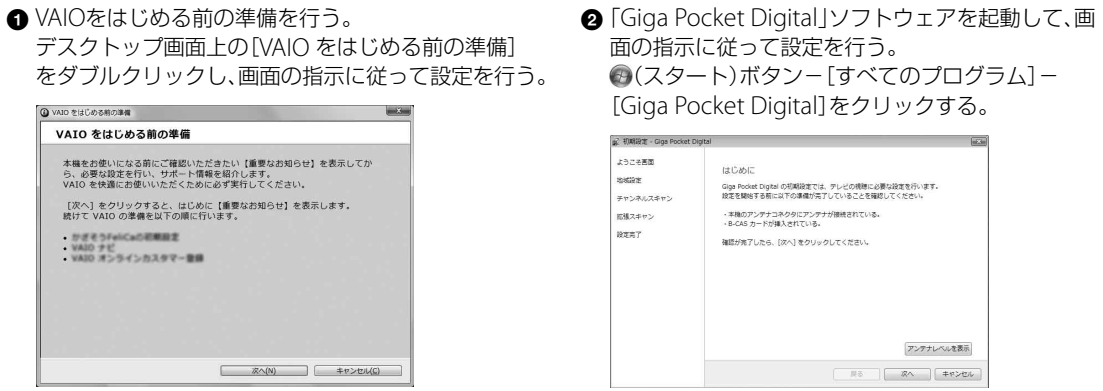 ❶ VAIOをはじめる前の準備を行う。
デスクトップ画面上の[VAIO をはじめる前の準備]
をダブルクリックし、画面の指示に従って設定を行う。
VAIO をはじめる前の準備
VAIO をはじめる前の準備
本機をお使いになる前にご確認いただきたい【重要なお知らせ】を表示してか
ら、必要な設定を行い、サポート情報を紹介します。
VAIO を快適にお使いいただくために必ず実行してください。
[次へ] をクリックすると、はじめに【重要なお知らせ】を表示します。
続けて VAIO の準備を以下の順に行います。
• かざそうFeliCaの初期設定
• VAIO ナビ
• VAIO オンラインカスタマー登録
次へ(N)
キャンセル(C)
❷ 「Giga Pocket Digital」ソフトウェアを起動して、画
面の指示に従って設定を行う。
(スタート)ボタン－[すべてのプログラム]－
[Giga Pocket Digital]をクリックする。
初期設定 - Giga Pocket Digital
ようこそ画面
地域設定
チャンネルスキャン
拡張スキャン
設定完了
はじめに
Giga Pocket Digital の初期設定では、テレビの視聴に必要な設定を行います。
設定を開始する前に以下の準備が完了していることを確認してください。
・本機のアンテナコネクタにアンテナが接続されている。
・B-CAS カードが挿入されている。
確認が完了したら、[次へ] をクリックしてください。
アンテナレベルを表示
戻る
次へ
キャンセル